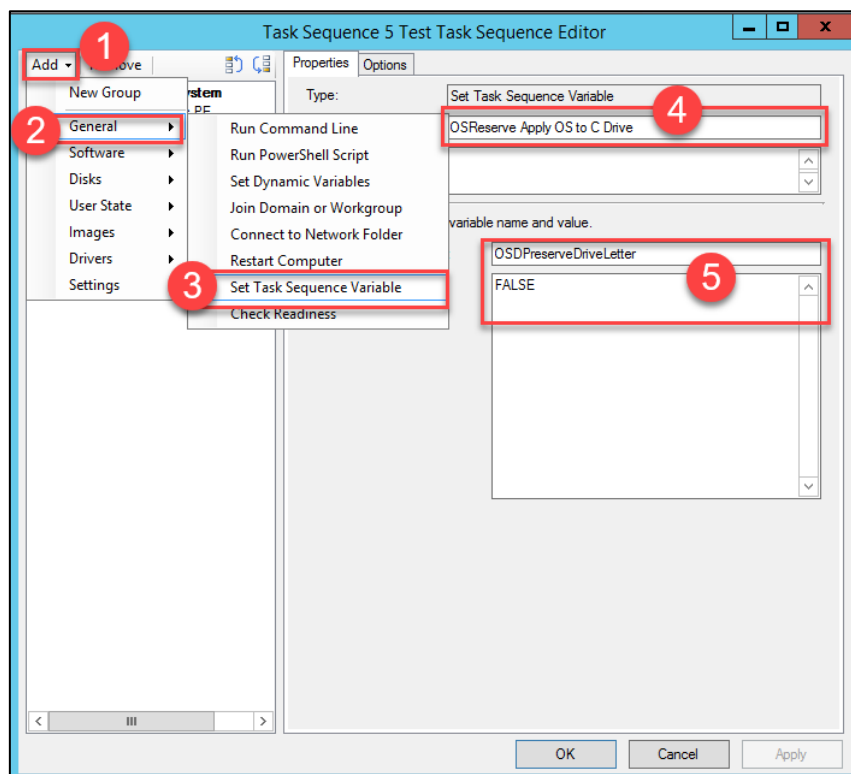 Task Sequence 5 Test Task Sequence Editor
1
Add
New Group
2
General
Software
Disks
User State
Images
Drivers
Settings
Run Command Line
Run PowerShell Script
Set Dynamic Variables
Join Domain or Workgroup
Connect to Network Folder
Restart Computer
3
Set Task Sequence Variable
Check Readiness
Properties
Options
Type:
Set Task Sequence Variable
4
OSReserve Apply OS to C Drive
variable name and value.
OSDPreserveDriveLetter
5
FALSE
OK
Cancel
Apply